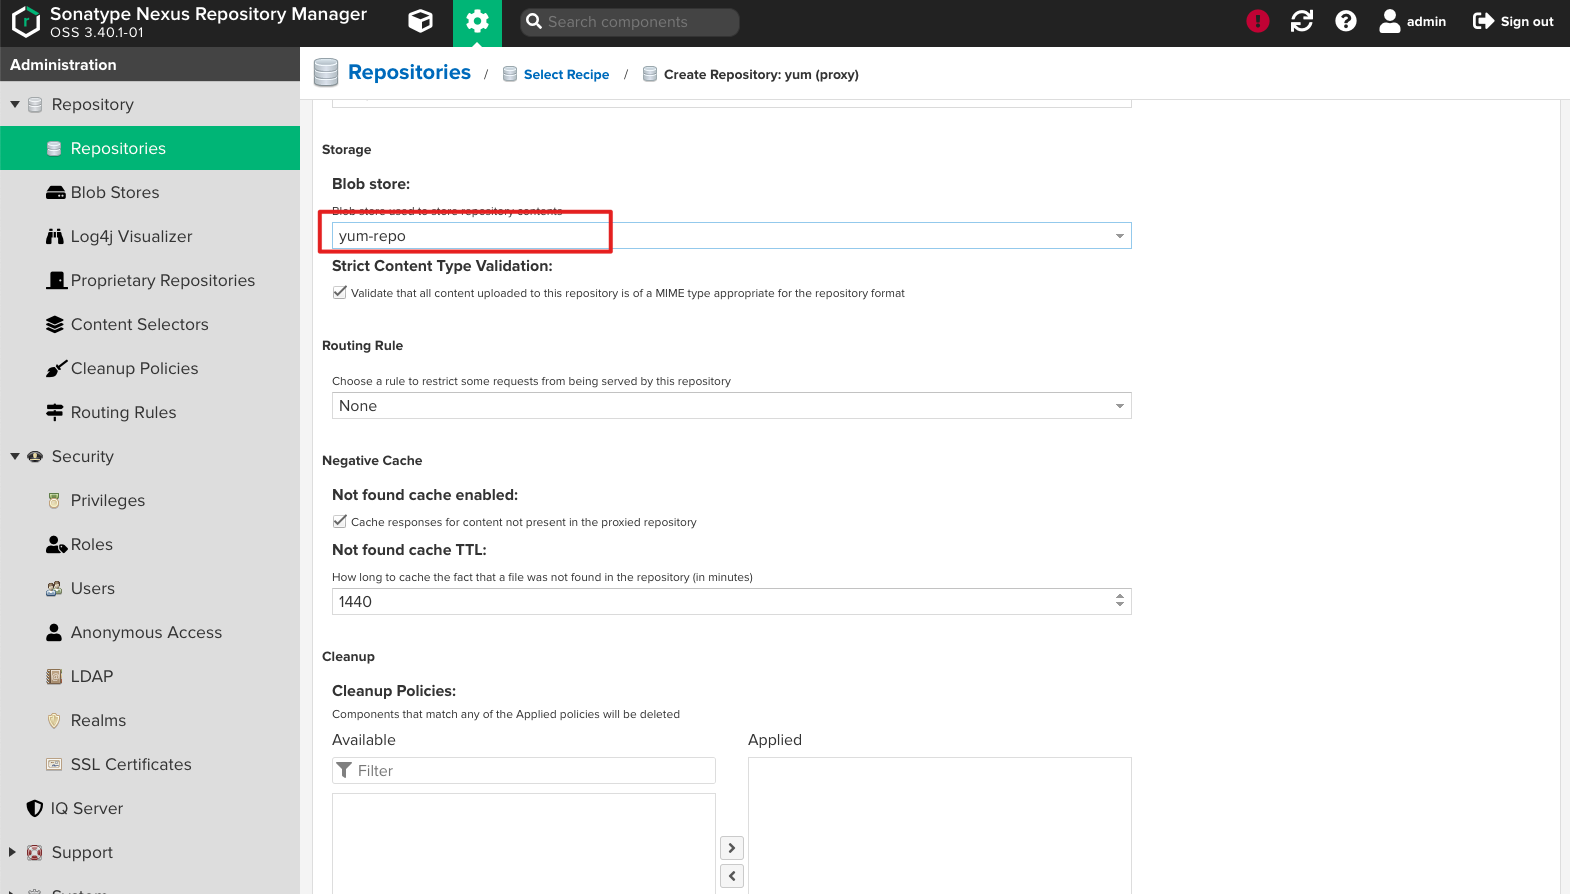 Sonatype Nexus Repository Manager
OSS 3.40.1-01
Search components
admin
Sign out
Administration
Repository
Repositories
Blob Stores
Log4j Visualizer
Proprietary Repositories
Content Selectors
Cleanup Policies
Routing Rules
Security
Privileges
Roles
Users
Anonymous Access
LDAP
Realms
SSL Certificates
IQ Server
Support
System
Repositories / Select Recipe / Create Repository: yum (proxy)
Storage
Blob store:
Blob store used to store repository contents
yum-repo
Strict Content Type Validation:
Validate that all content uploaded to this repository is of a MIME type appropriate for the repository format
Routing Rule
Choose a rule to restrict some requests from being served by this repository
None
Negative Cache
Not found cache enabled:
Cache responses for content not present in the proxied repository
Not found cache TTL:
How long to cache the fact that a file was not found in the repository (in minutes)
1440
Cleanup
Cleanup Policies:
Components that match any of the Applied policies will be deleted
Available
Applied
Filter